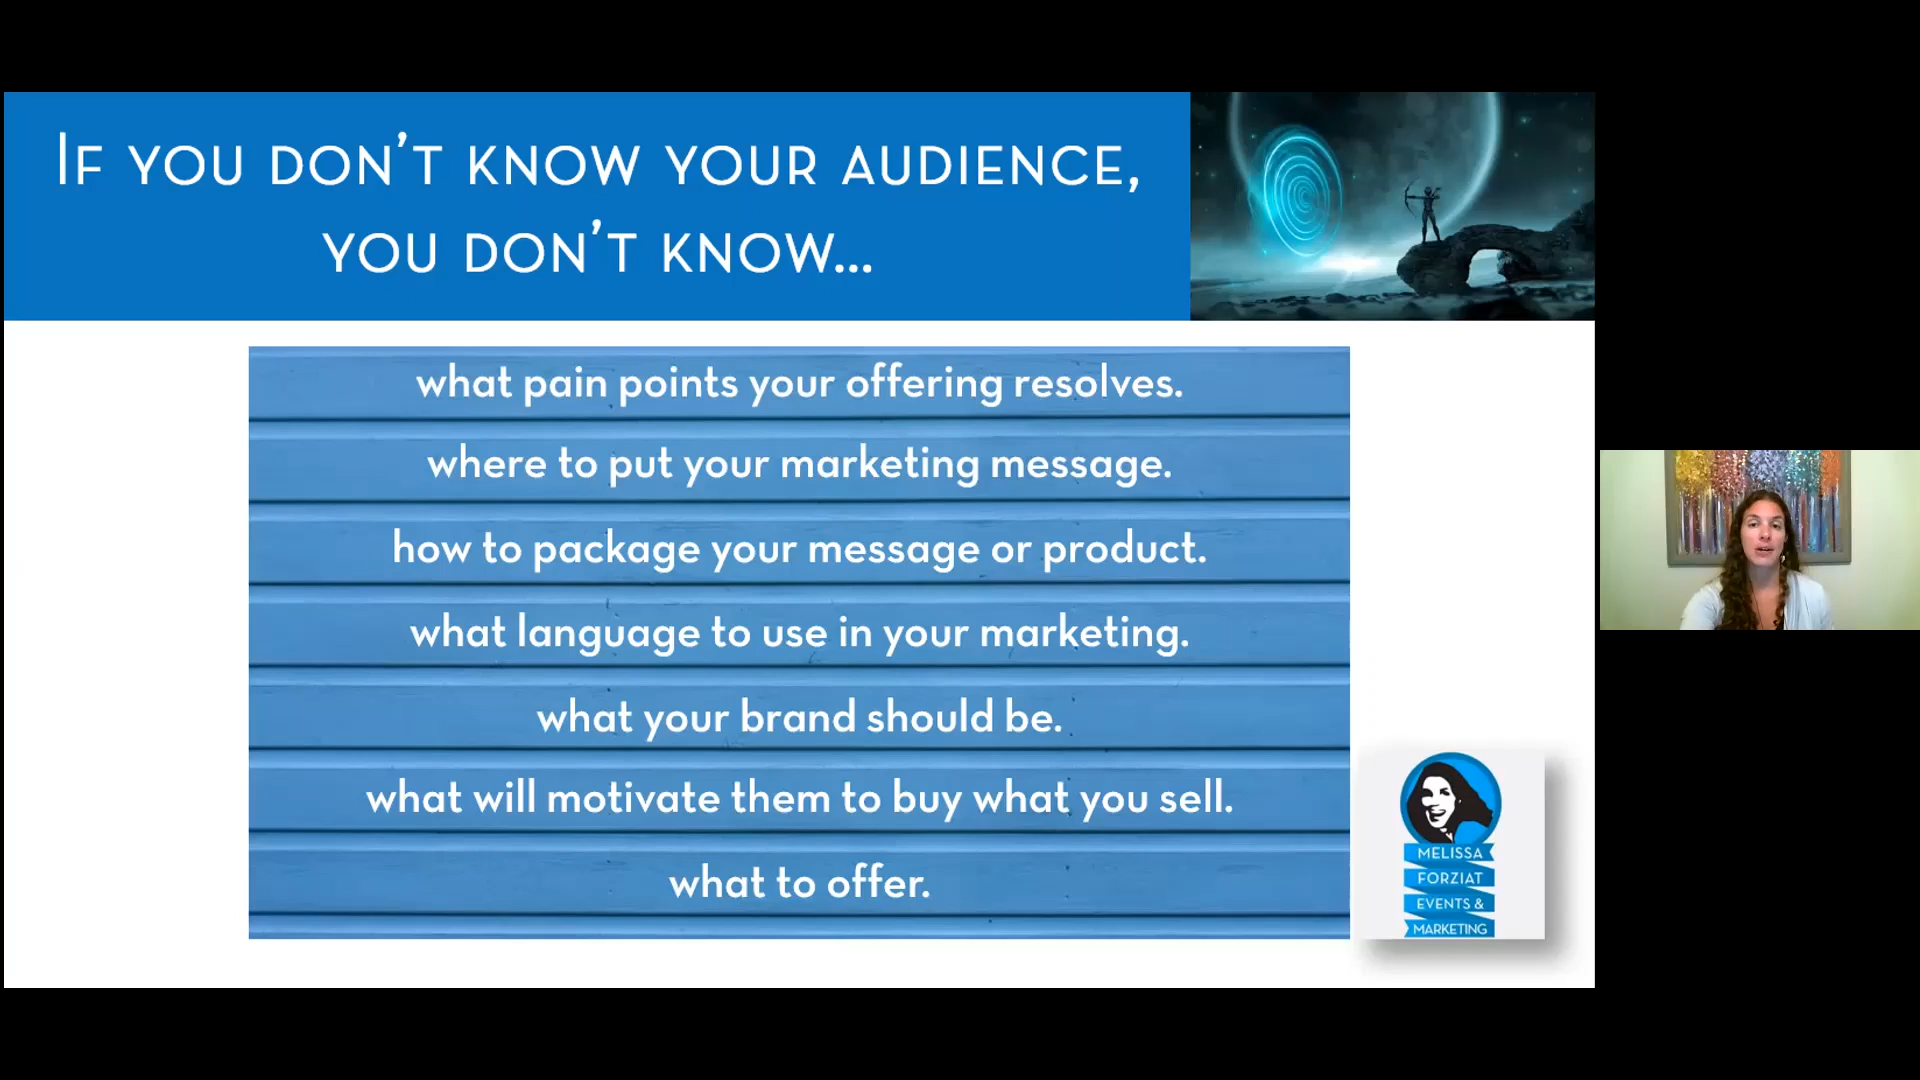 If you don’t know your audience,
you don’t know...
what pain points your offering resolves.
where to put your marketing message.
how to package your message or product.
what language to use in your marketing.
what your brand should be.
what will motivate them to buy what you sell.
what to offer.
MELISSA
FORZIAT
EVENTS &
MARKETING